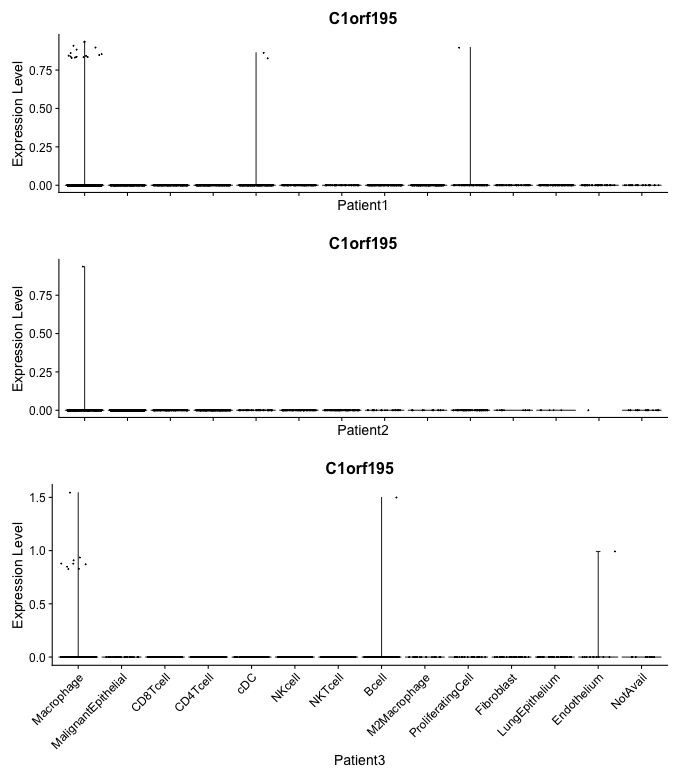 C1orf195
Expression Level
0.75
0.50
0.25
0.00
Patient1
C1orf195
Expression Level
0.75
0.50
0.25
0.00
Patient2
C1orf195
Expression Level
1.5
1.0
0.5
0.0
Macrophage
MalignantEpithelial
CD8Tcell
CD4Tcell
cDC
NKcell
NKTcell
Bcell
M2Macrophage
ProliferatingCell
Fibroblast
LungEpithelium
Endothelium
NotAvail
Patient3